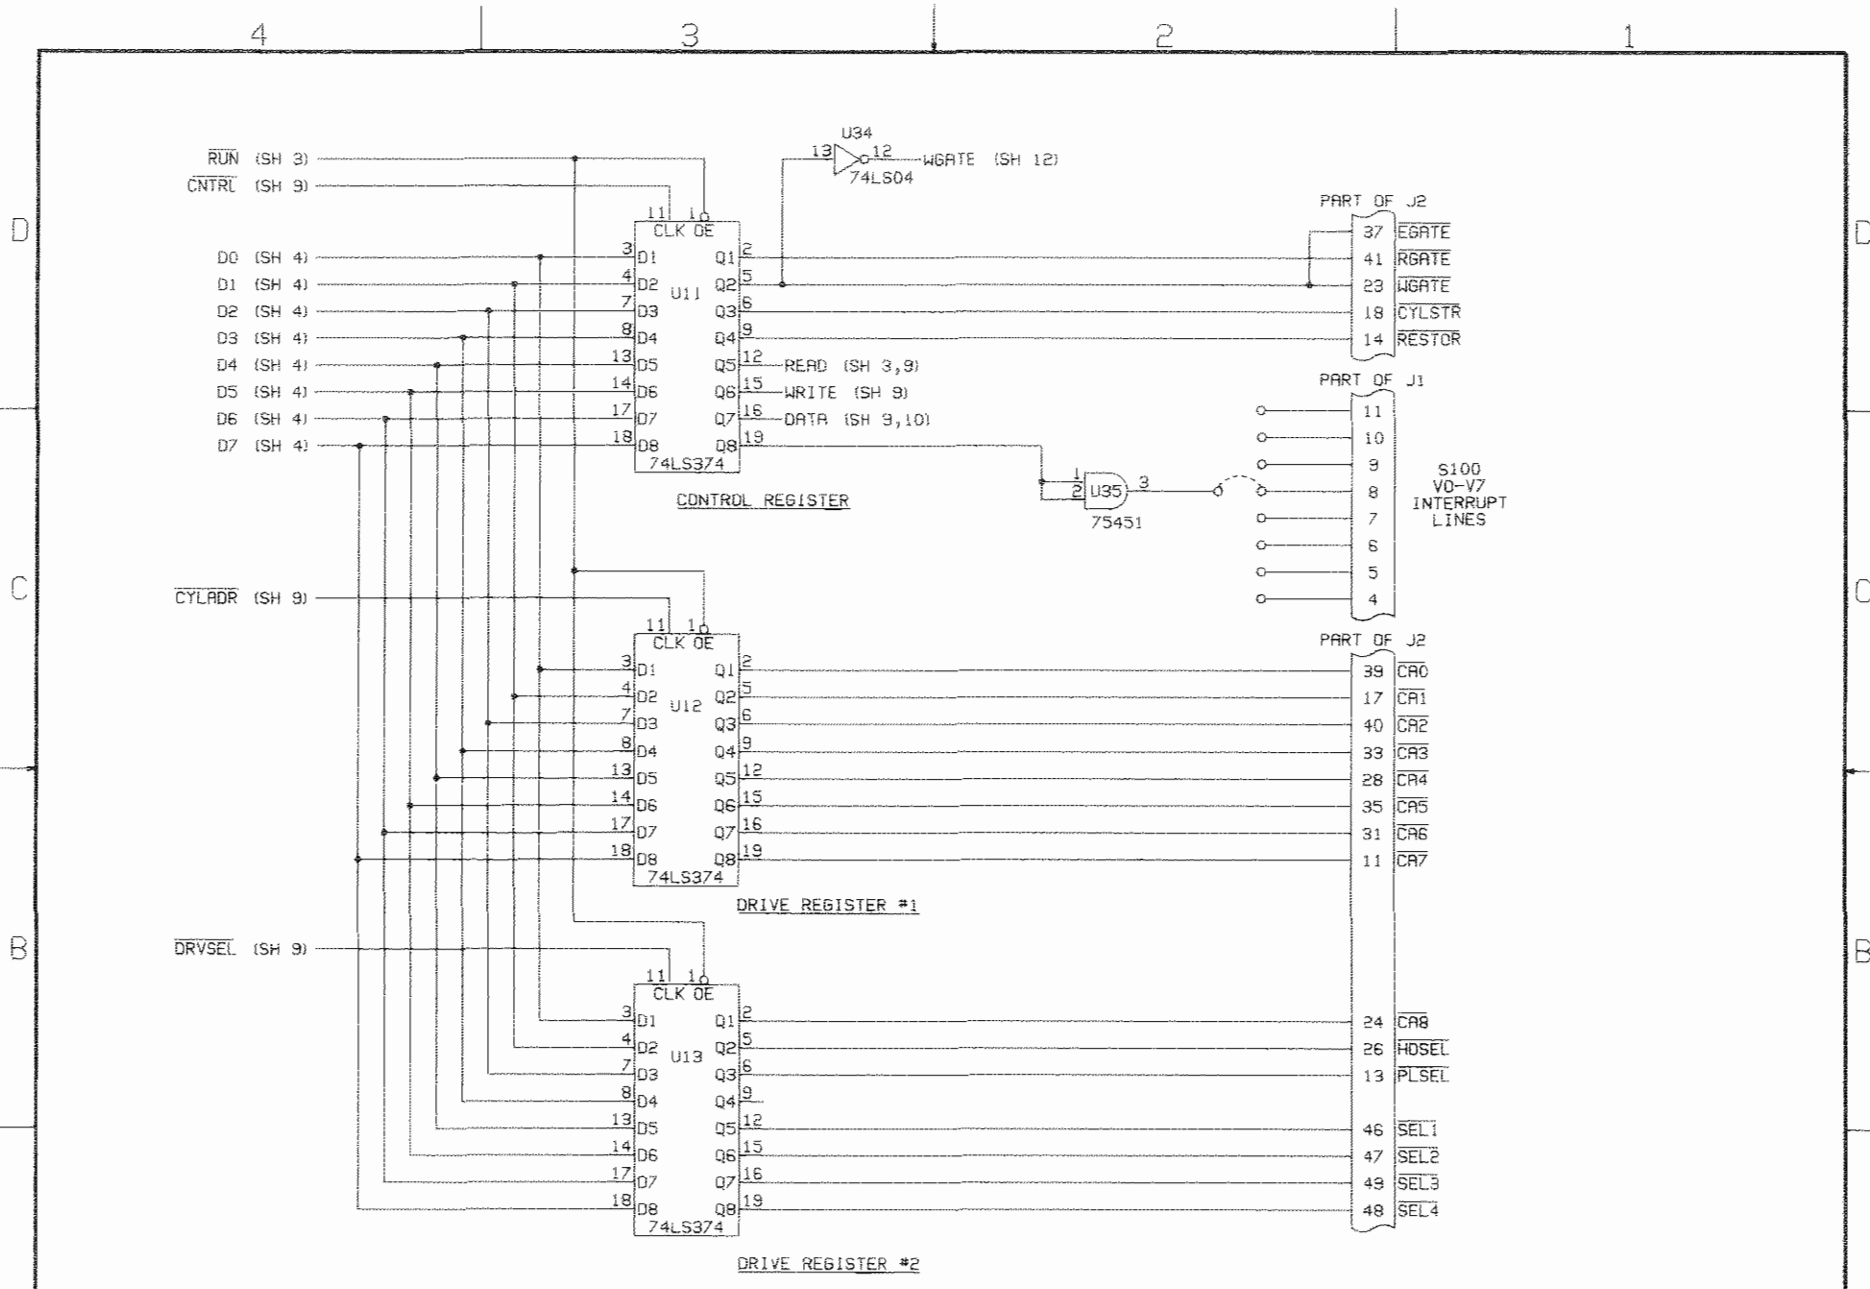 4 3 2 1
D D
C C
B B
U34
13 12 WGATE (SH 12)
74LS04
RUN (SH 3)
CNTRL (SH 9)
D0 (SH 4)
D1 (SH 4)
D2 (SH 4)
D3 (SH 4)
D4 (SH 4)
D5 (SH 4)
D6 (SH 4)
D7 (SH 4)
11 1
CLK OE
3 D1 Q1 2
4 D2 Q2 5
U11
7 D3 Q3 6
8 D4 Q4 9
13 D5 Q5 12 READ (SH 3,9)
14 D6 Q6 15 WRITE (SH 9)
17 D7 Q7 16 DATA (SH 9,10)
18 D8 Q8 19
74LS374
CONTROL REGISTER
PART OF J2
37 EGATE
41 RGATE
23 WGATE
18 CYLSTR
14 RESTOR
PART OF J1
11
10
9
8
7
6
5
4
S100
V0-V7
INTERRUPT
LINES
1
2 U35 3
75451
CYLADR (SH 9)
11 1
CLK OE
3 D1 Q1 2
4 D2 Q2 5
U12
7 D3 Q3 6
8 D4 Q4 9
13 D5 Q5 12
14 D6 Q6 15
17 D7 Q7 16
18 D8 Q8 19
74LS374
DRIVE REGISTER #1
PART OF J2
39 CA0
17 CA1
40 CA2
33 CA3
28 CA4
35 CA5
31 CA6
11 CA7
DRVSEL (SH 9)
11 1
CLK OE
3 D1 Q1 2
4 D2 Q2 5
U13
7 D3 Q3 6
8 D4 Q4 9
13 D5 Q5 12
14 D6 Q6 15
17 D7 Q7 16
18 D8 Q8 19
74LS374
DRIVE REGISTER #2
24 CA8
26 HDSEL
13 PLSEL
46 SEL1
47 SEL2
49 SEL3
48 SEL4